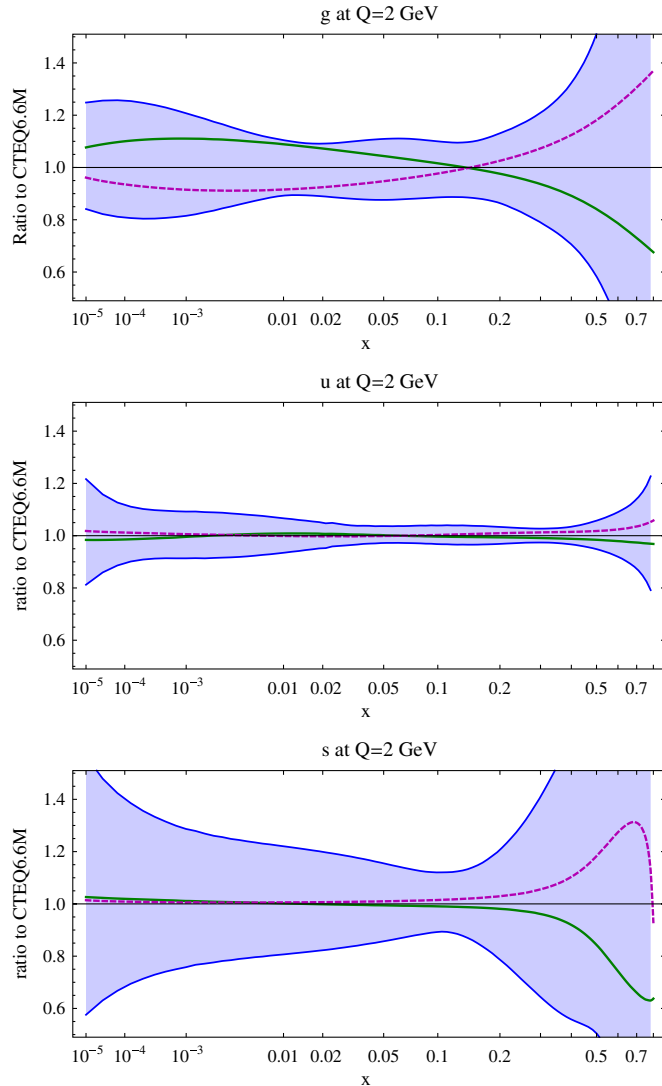 g at Q=2 GeV
Ratio to CTEQ6.6M
1.4
1.2
1.0
0.8
0.6
10⁻⁵ 10⁻⁴ 10⁻³ 0.01 0.02 0.05 0.1 0.2 0.5 0.7
x
u at Q=2 GeV
ratio to CTEQ6.6M
1.4
1.2
1.0
0.8
0.6
10⁻⁵ 10⁻⁴ 10⁻³ 0.01 0.02 0.05 0.1 0.2 0.5 0.7
x
s at Q=2 GeV
ratio to CTEQ6.6M
1.4
1.2
1.0
0.8
0.6
10⁻⁵ 10⁻⁴ 10⁻³ 0.01 0.02 0.05 0.1 0.2 0.5 0.7
x